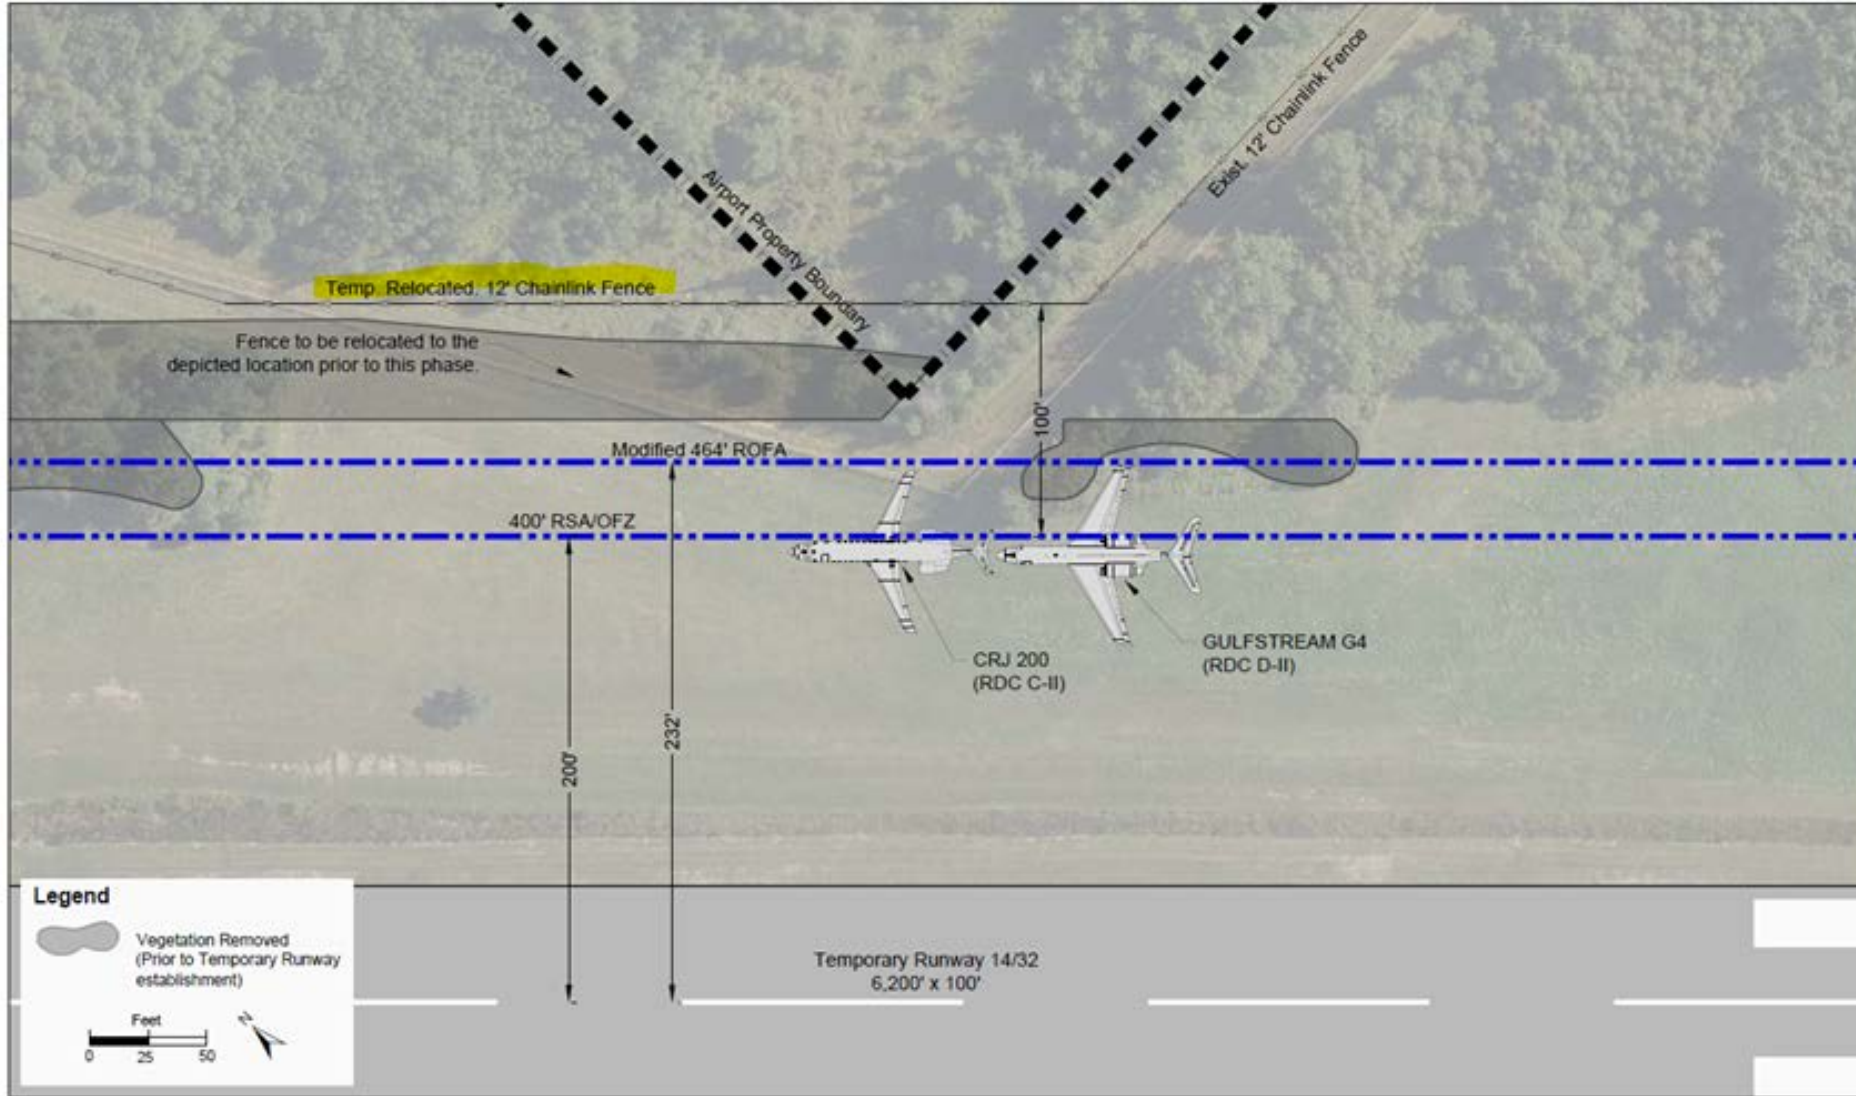 Exist. 12' Chainlink Fence
Airport Property Boundary
Temp. Relocated. 12' Chainlink Fence
Fence to be relocated to the
depicted location prior to this phase.
100'
Modified 464' ROFA
400' RSA/OFZ
CRJ 200
(RDC C-II)
GULFSTREAM G4
(RDC D-II)
200'
232'
Legend
Vegetation Removed
(Prior to Temporary Runway
establishment)
Feet
0 25 50
N
Temporary Runway 14/32
6,200' x 100'